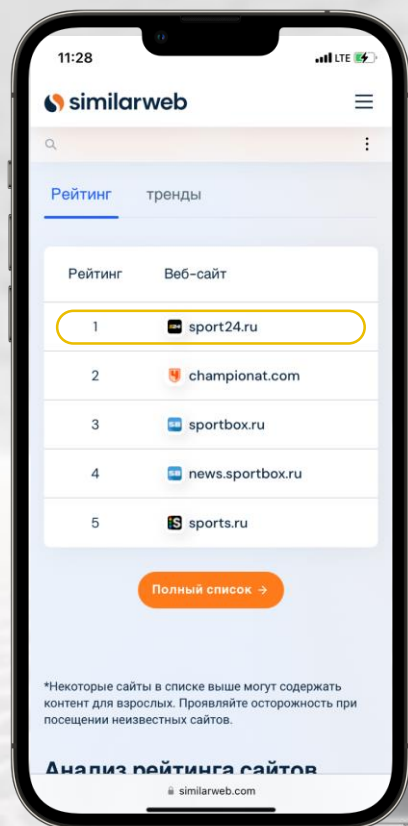 11:28 LTE
similarweb
Рейтинг тренды
Рейтинг Веб-сайт
1 sport24.ru
2 championat.com
3 sportbox.ru
4 news.sportbox.ru
5 sports.ru
Полный список →
*Некоторые сайты в списке выше могут содержать
контент для взрослых. Проявляйте осторожность при
посещении неизвестных сайтов.
Анализ рейтинга сайтов
similarweb.com